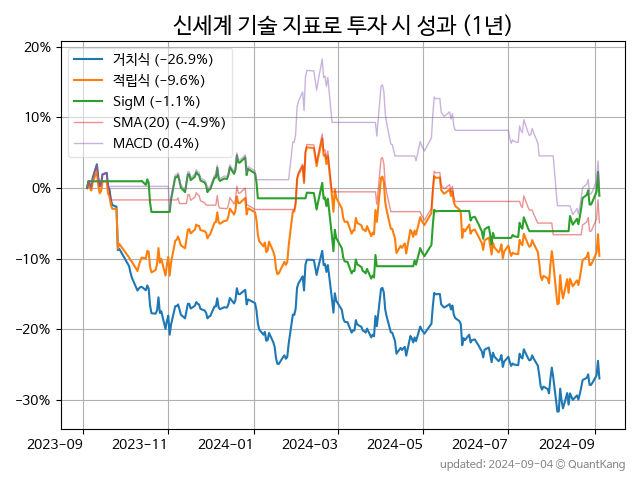 신세계 기술 지표로 투자 시 성과 (1년)
20%
10%
0%
−10%
−20%
−30%
거치식 (−26.9%)
적립식 (−9.6%)
SigM (−1.1%)
SMA(20) (−4.9%)
MACD (0.4%)
2023-09 2023-11 2024-01 2024-03 2024-05 2024-07 2024-09
updated: 2024-09-04 © QuantKang